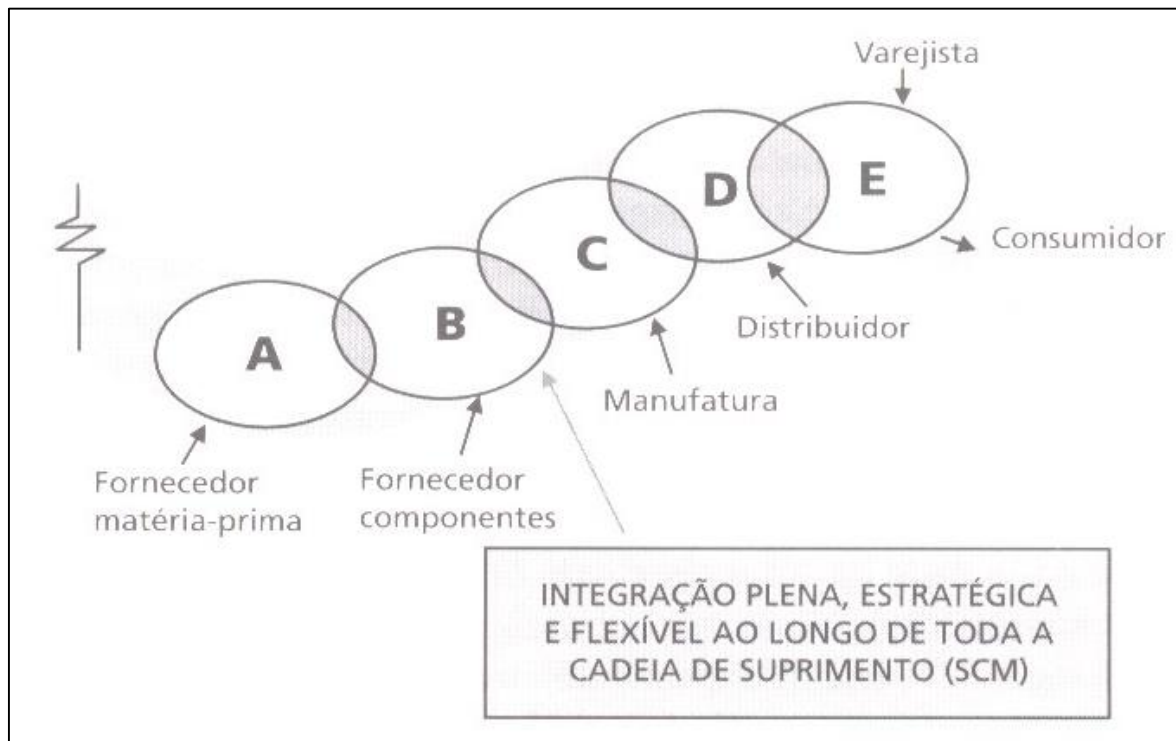 Varejista
D
E
C
Consumidor
B
Distribuidor
A
Manufatura
Fornecedor
matéria-prima
Fornecedor
componentes
INTEGRAÇÃO PLENA, ESTRATÉGICA
E FLEXÍVEL AO LONGO DE TODA A
CADEIA DE SUPRIMENTO (SCM)